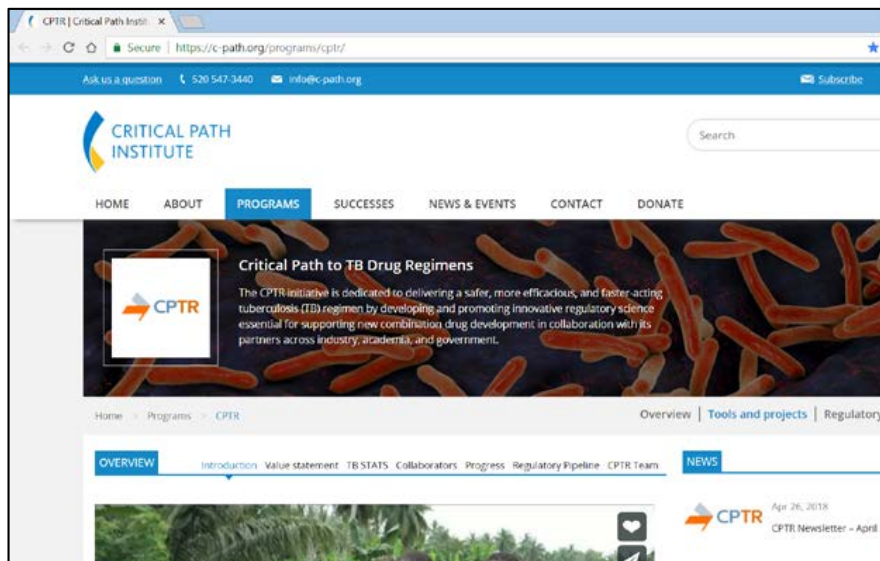 CPTR | Critical Path Instit
Secure https://c-path.org/programs/cptr/
Ask us a question 520 547-3440 info@c-path.org Subscribe
CRITICAL PATH
INSTITUTE
Search
HOME ABOUT PROGRAMS SUCCESSES NEWS & EVENTS CONTACT DONATE
CPTR
Critical Path to TB Drug Regimens
The CPTR initiative is dedicated to delivering a safer, more efficacious, and faster-acting
tuberculosis (TB) regimen by developing and promoting innovative regulatory science
essential for supporting new combination drug development in collaboration with its
partners across industry, academia, and government.
Home > Programs > CPTR
Overview | Tools and projects | Regulatory
OVERVIEW Introduction Value statement TB STATS Collaborators Progress Regulatory Pipeline CPTR Team
NEWS
CPTR
Apr 26, 2018
CPTR Newsletter – April